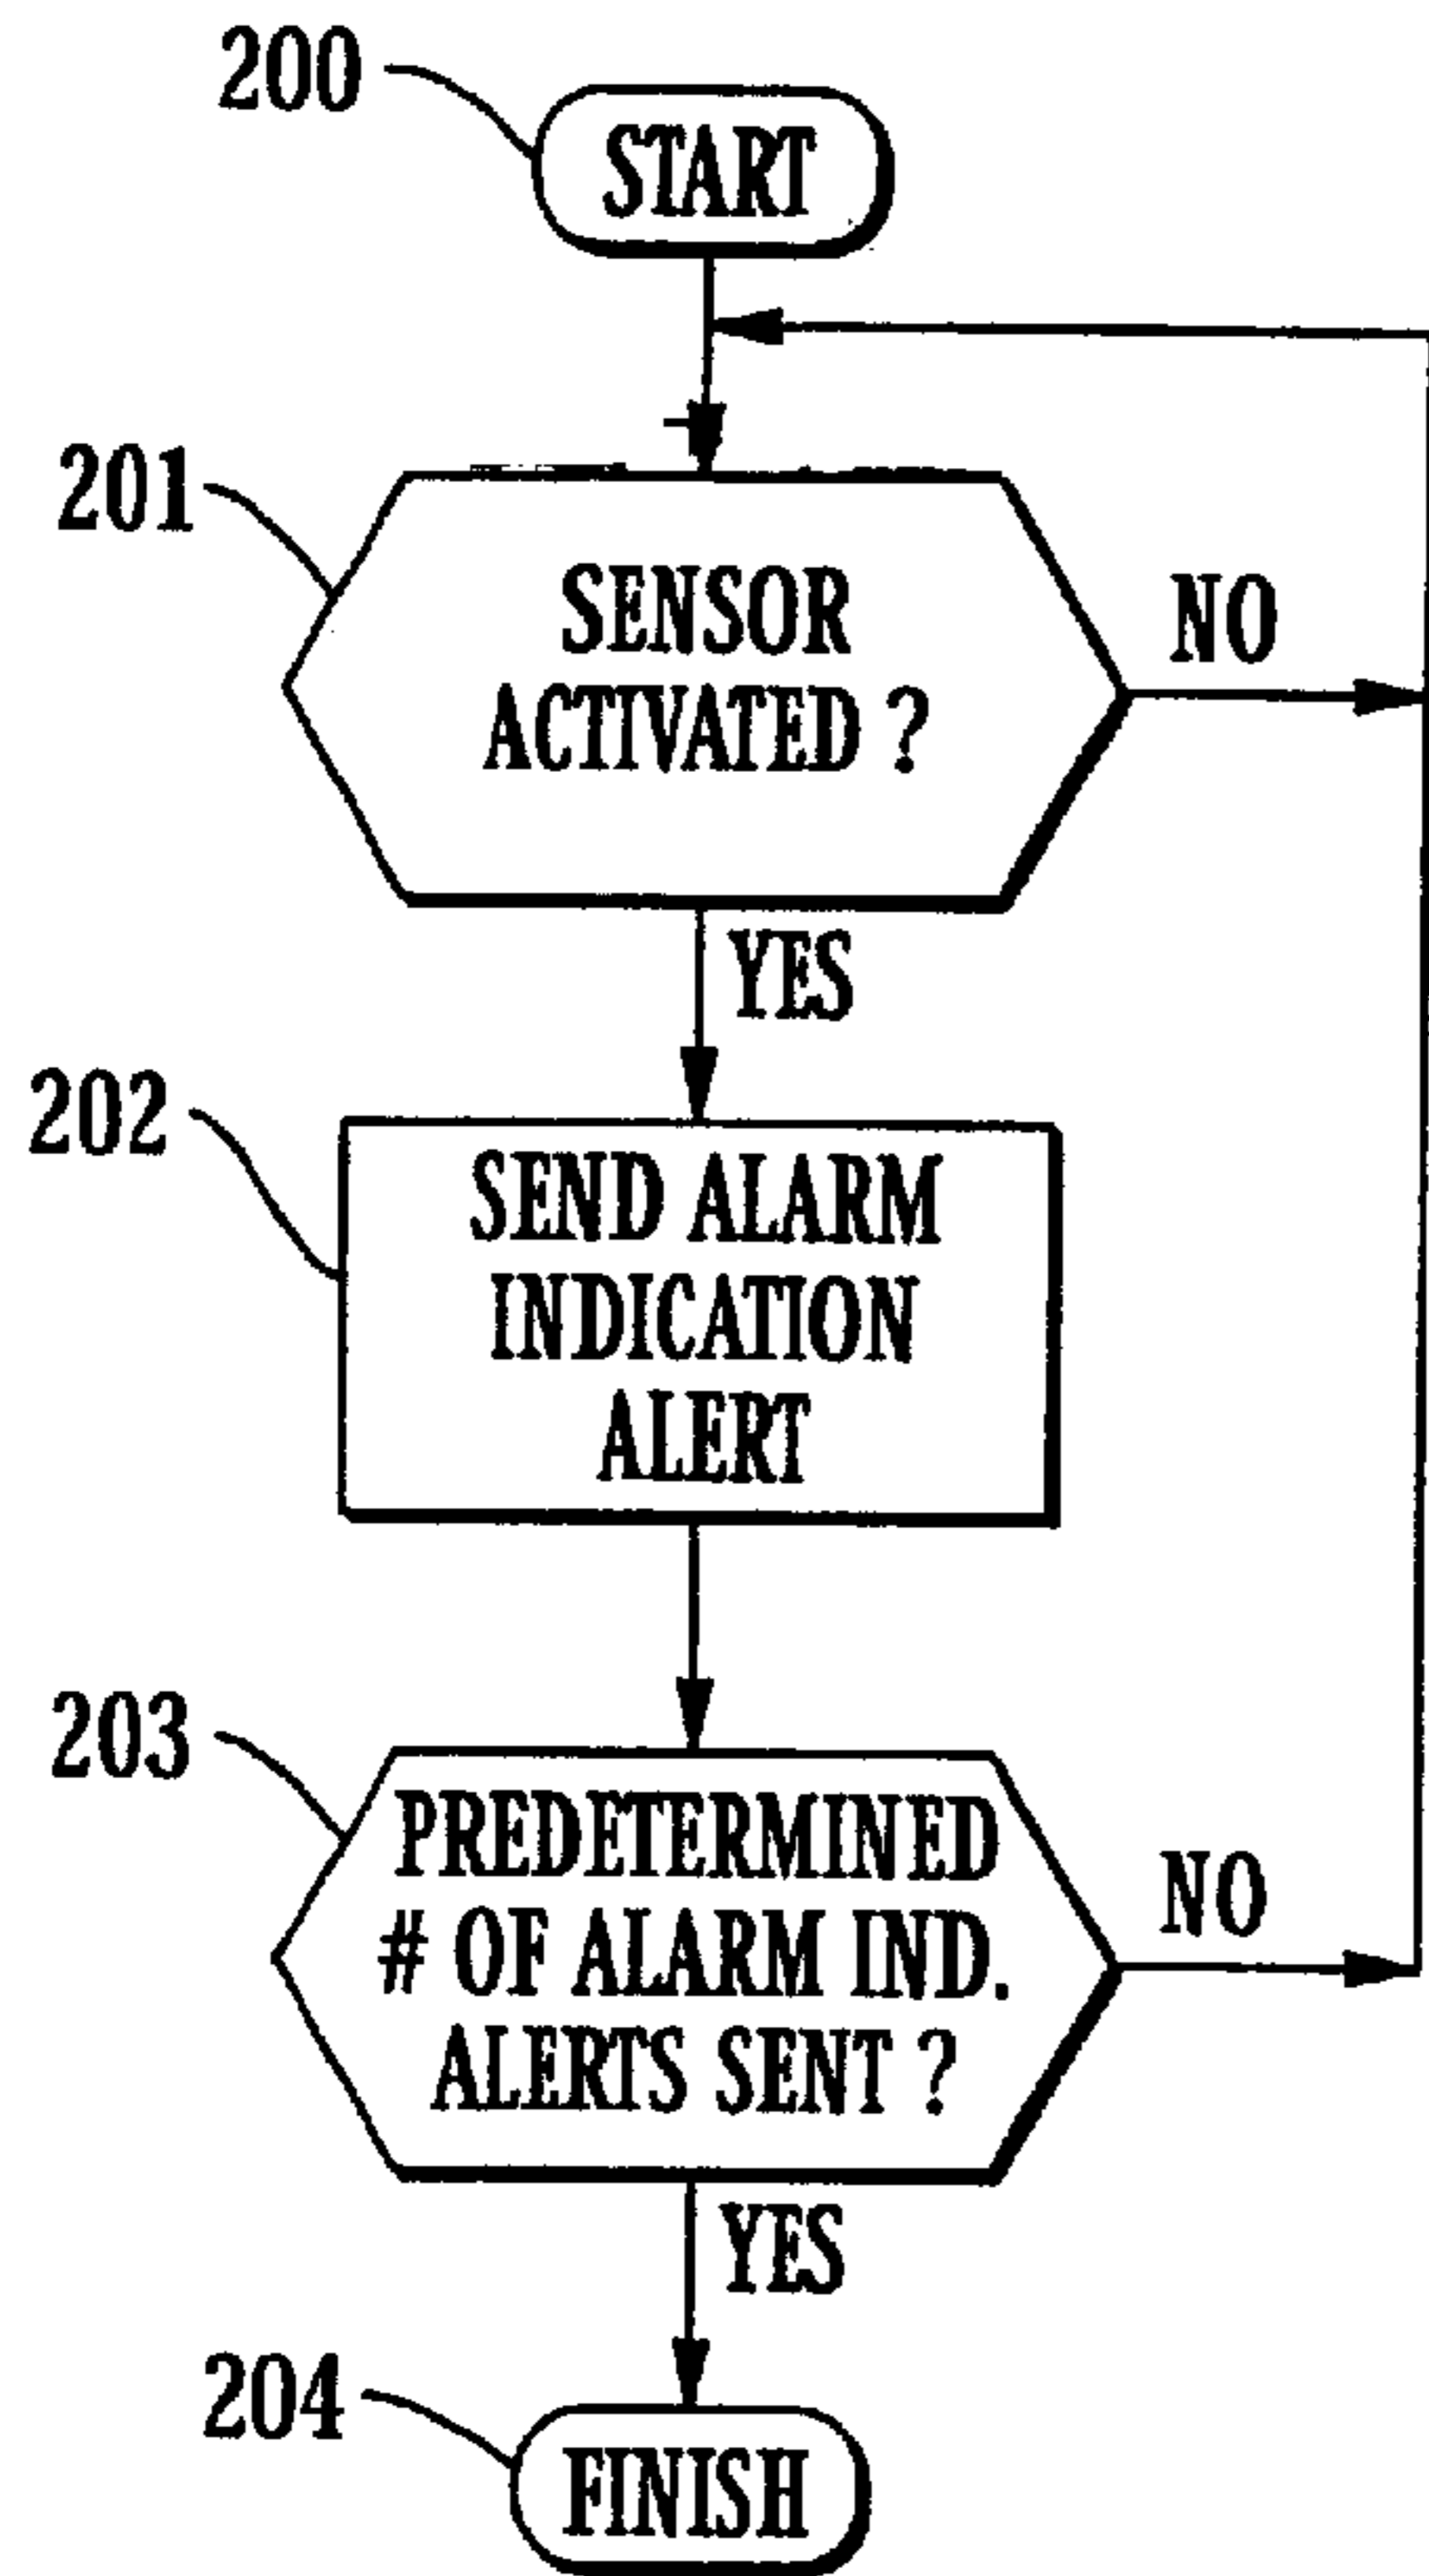 200
START
201
SENSOR
ACTIVATED ?
NO
YES
202
SEND ALARM
INDICATION
ALERT
203
PREDETERMINED
# OF ALARM IND.
ALERTS SENT ?
NO
YES
204
FINISH